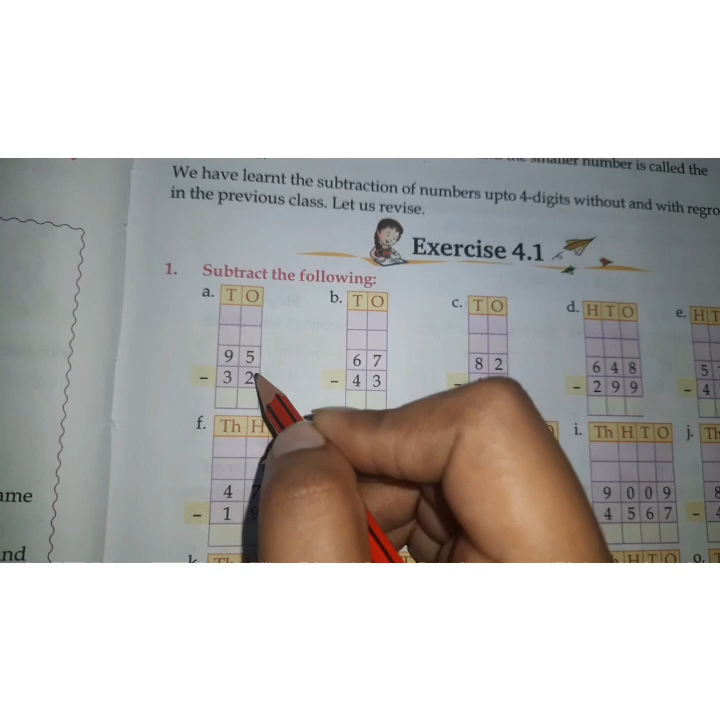 smaller number is called the
We have learnt the subtraction of numbers upto 4-digits without and with regro
in the previous class. Let us revise.
Exercise 4.1
1. Subtract the following:
a. T O
9 5
- 3 2
b. T O
6 7
- 4 3
c. T O
8 2
-
d. H T O
6 4 8
- 2 9 9
e. H T
5
- 4
f. Th H
4 7
- 1
i. Th H T O
9 0 0 9
4 5 6 7
j. Th
8
-
ame
nd
k. Th
H T O
o.